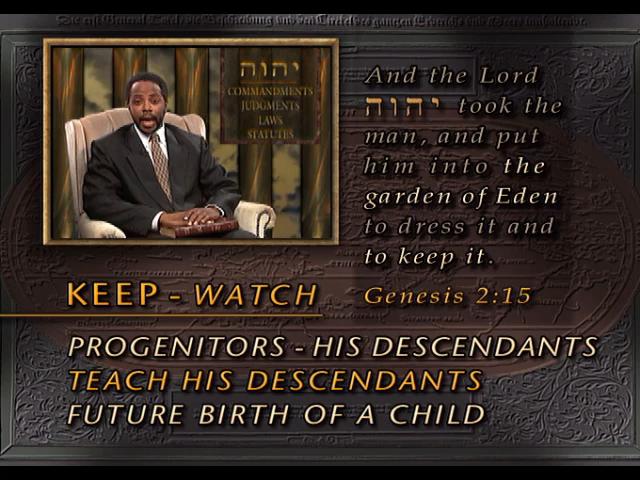 יהוה
COMMANDMENTS
JUDGMENTS
LAWS
STATUTES
And the Lord
יהוה took the
man, and put
him into the
garden of Eden
to dress it and
to keep it.
Genesis 2:15
KEEP - WATCH
PROGENITORS - HIS DESCENDANTS
TEACH HIS DESCENDANTS
FUTURE BIRTH OF A CHILD